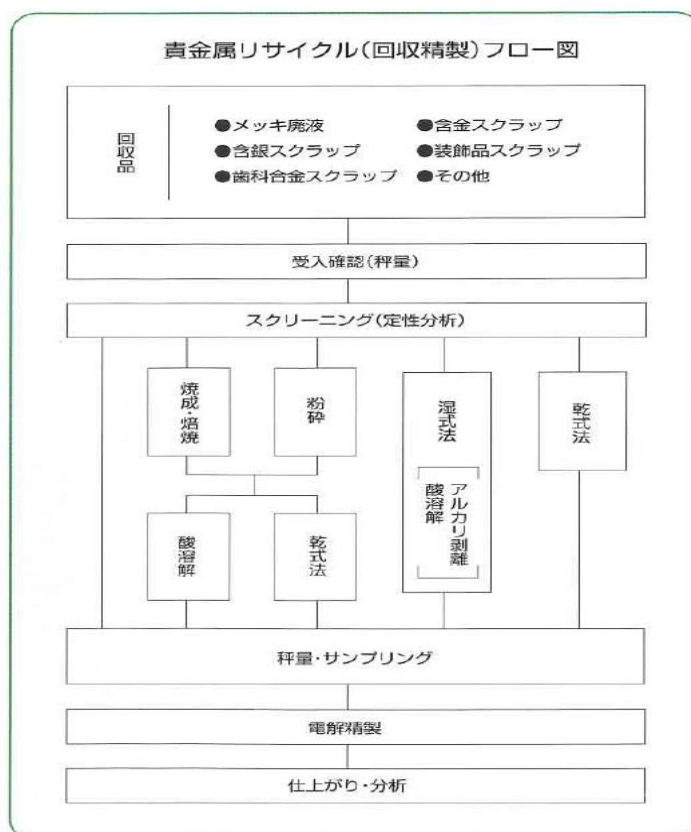 貴金属リサイクル(回収精製)フロー図
回収品
●メッキ廃液
●含金スクラップ
●含銀スクラップ
●装飾品スクラップ
●歯科合金スクラップ
●その他
受入確認(秤量)
スクリーニング(定性分析)
焼成・焙焼
粉砕
湿式法
アルカリ剥離
酸溶解
乾式法
酸溶解
乾式法
秤量・サンプリング
電解精製
仕上がり・分析